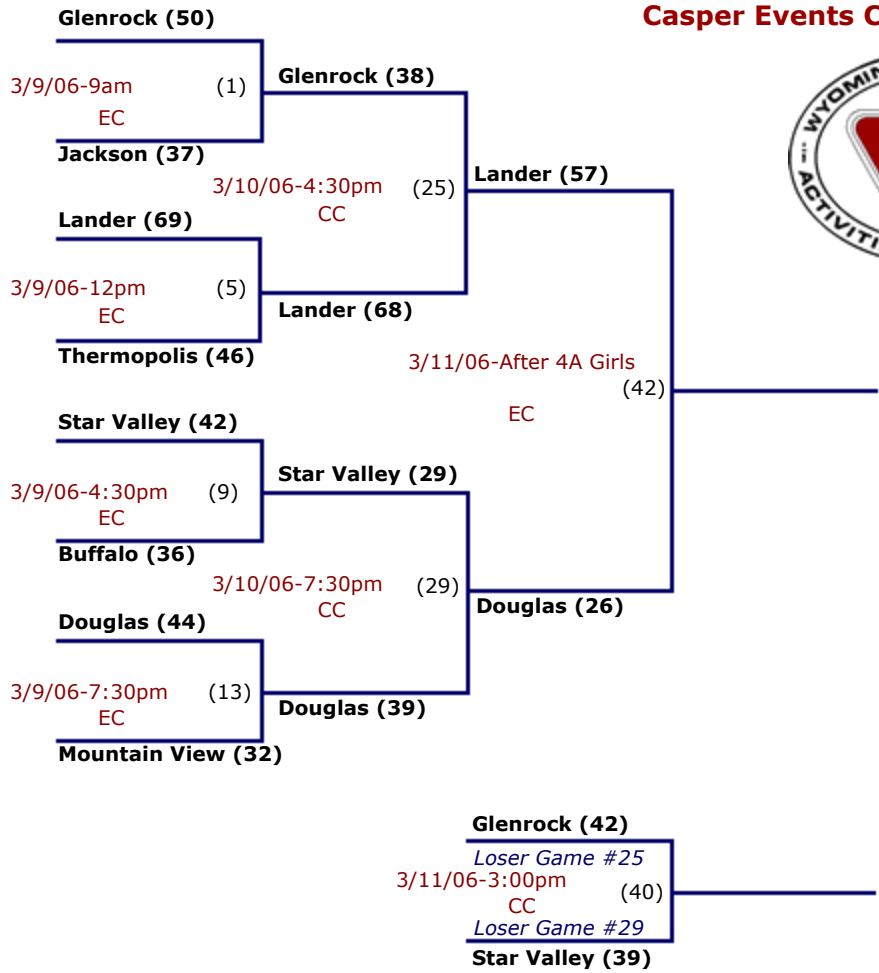 Casper Events C
Glenrock (50)
3/9/06-9am (1)
EC
Jackson (37)
Glenrock (38)
3/10/06-4:30pm (25)
CC
Lander (69)
3/9/06-12pm (5)
EC
Thermopolis (46)
Lander (68)
Lander (57)
3/11/06-After 4A Girls
(42)
EC
Star Valley (42)
3/9/06-4:30pm (9)
EC
Buffalo (36)
Star Valley (29)
3/10/06-7:30pm (29)
CC
Douglas (26)
Douglas (44)
3/9/06-7:30pm (13)
EC
Mountain View (32)
Douglas (39)
Glenrock (42)
Loser Game #25
3/11/06-3:00pm (40)
CC
Loser Game #29
Star Valley (39)
WYOMIN
ACTIVITI